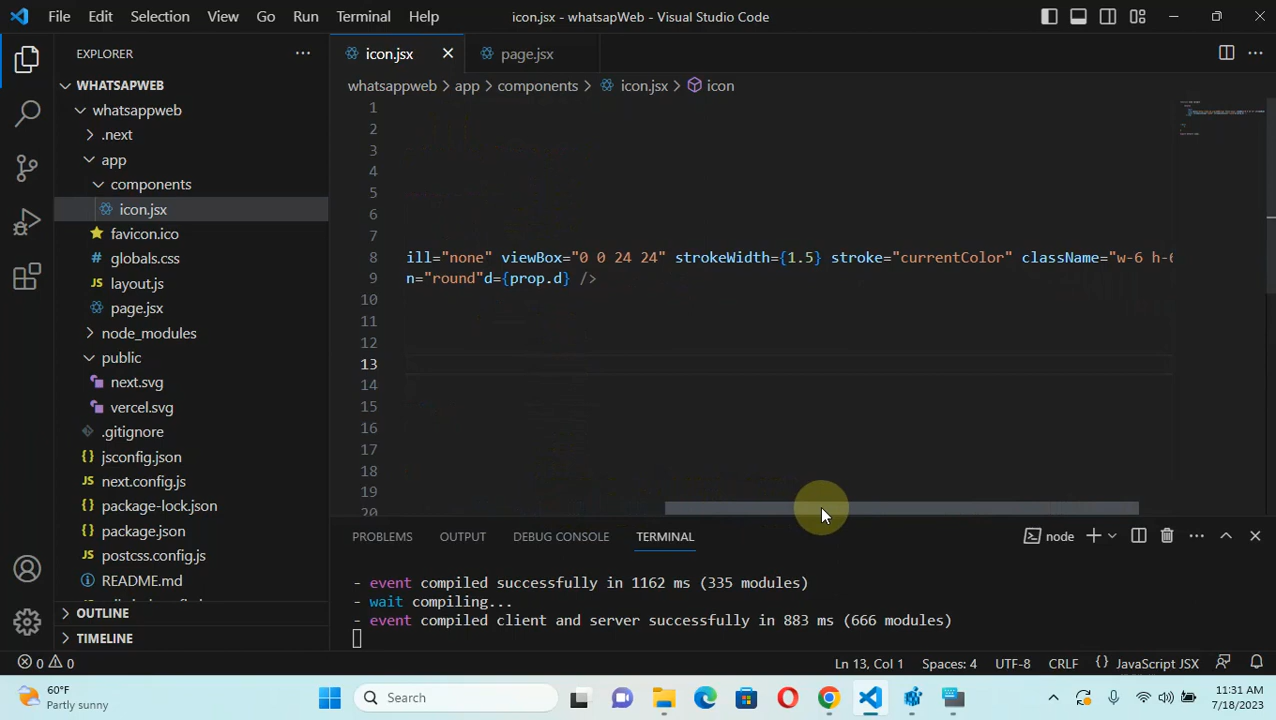 File Edit Selection View Go Run Terminal Help
icon.jsx - whatsapWeb - Visual Studio Code
EXPLORER
icon.jsx
page.jsx
WHATSAPWEB
whatsappweb > app > components > icon.jsx > icon
whatsappweb
.next
app
components
icon.jsx
favicon.ico
globals.css
JS layout.js
page.jsx
node_modules
public
next.svg
vercel.svg
.gitignore
{} jsconfig.json
JS next.config.js
{} package-lock.json
{} package.json
JS postcss.config.js
README.md
OUTLINE
TIMELINE
1
2
3
4
5
6
7
8 ill="none" viewBox="0 0 24 24" strokeWidth={1.5} stroke="currentColor" className="w-6 h-6
9 n="round"d={prop.d} />
10
11
12
13
14
15
16
17
18
19
20
PROBLEMS OUTPUT DEBUG CONSOLE TERMINAL
node
- event compiled successfully in 1162 ms (335 modules)
- wait compiling...
- event compiled client and server successfully in 883 ms (666 modules)
0 0
Ln 13, Col 1 Spaces: 4 UTF-8 CRLF {} JavaScript JSX
60°F
Partly sunny
Search
11:31 AM
7/18/2023